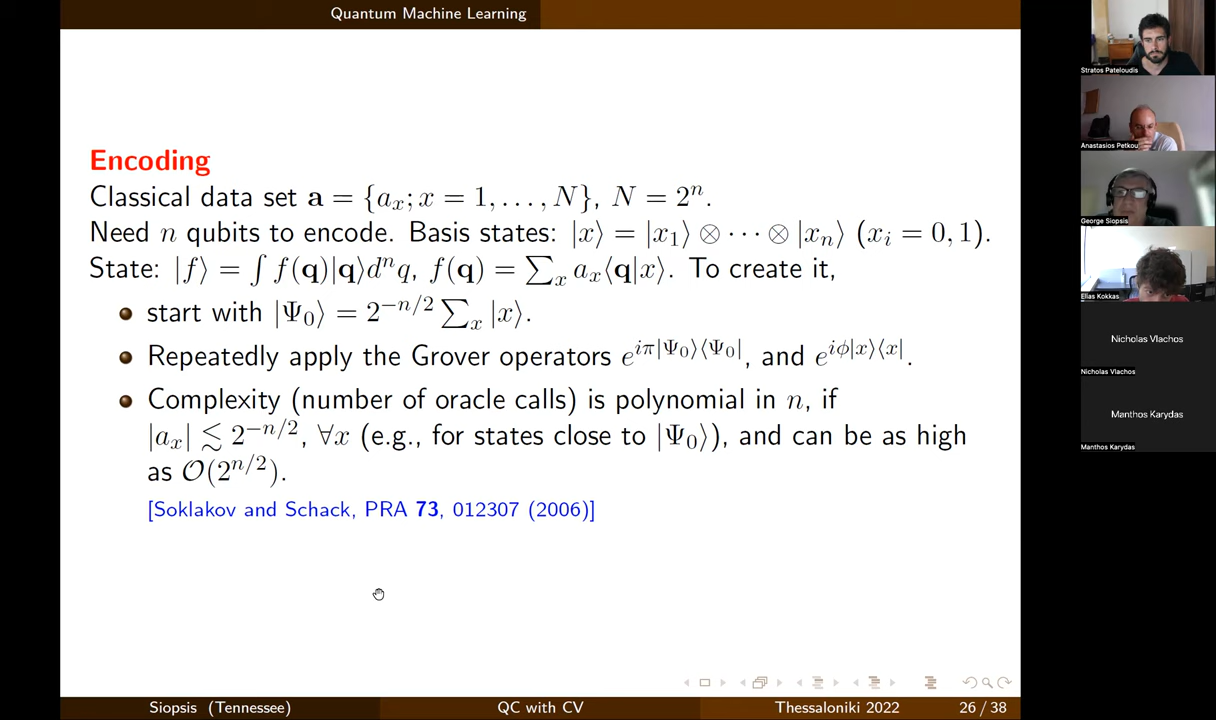 Quantum Machine Learning
Encoding
Classical data set a = {a_x; x = 1, . . . , N}, N = 2^n.
Need n qubits to encode. Basis states: |x⟩ = |x_1⟩ ⊗ ··· ⊗ |x_n⟩ (x_i = 0, 1).
State: |f⟩ = ∫ f(q)|q⟩d^n q, f(q) = ∑_x a_x⟨q|x⟩. To create it,
start with |Ψ_0⟩ = 2^{-n/2} ∑_x |x⟩.
Repeatedly apply the Grover operators e^{iπ|Ψ_0⟩⟨Ψ_0|}, and e^{iϕ|x⟩⟨x|}.
Complexity (number of oracle calls) is polynomial in n, if
|a_x| ≲ 2^{-n/2}, ∀x (e.g., for states close to |Ψ_0⟩), and can be as high
as O(2^{n/2}).
[Soklakov and Schack, PRA 73, 012307 (2006)]
Siopsis (Tennessee)
QC with CV
Thessaloniki 2022
26 / 38
Stratos Pateloudis
Anastasios Petkou
George Siopsis
Elias Kokkas
Nicholas Vlachos
Nicholas Vlachos
Manthos Karydas
Manthos Karydas